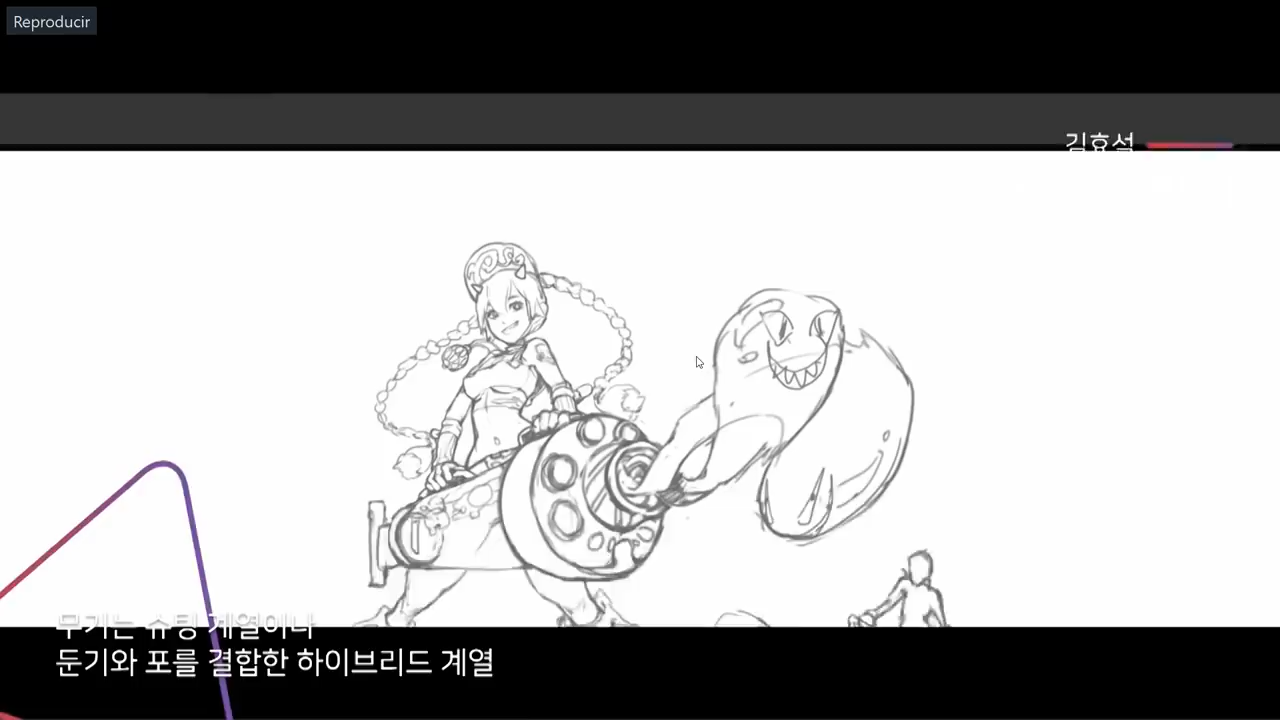 Reproducir
김효석
무기는 슈팅 계열이나
둔기와 포를 결합한 하이브리드 계열